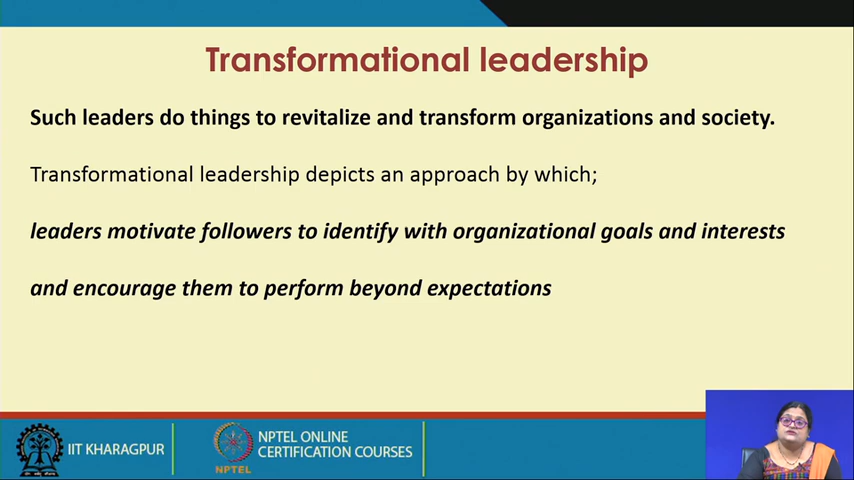 Transformational leadership
Such leaders do things to revitalize and transform organizations and society.
Transformational leadership depicts an approach by which;
leaders motivate followers to identify with organizational goals and interests
and encourage them to perform beyond expectations
IIT KHARAGPUR
NPTEL ONLINE
CERTIFICATION COURSES
NPTEL